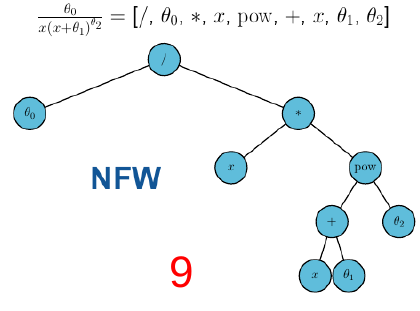 θ₀ / x(x+θ₁)^θ₂ = [/, θ₀, *, x, pow, +, x, θ₁, θ₂]
/
θ₀ *
NFW
x pow
+ θ₂
9
x θ₁